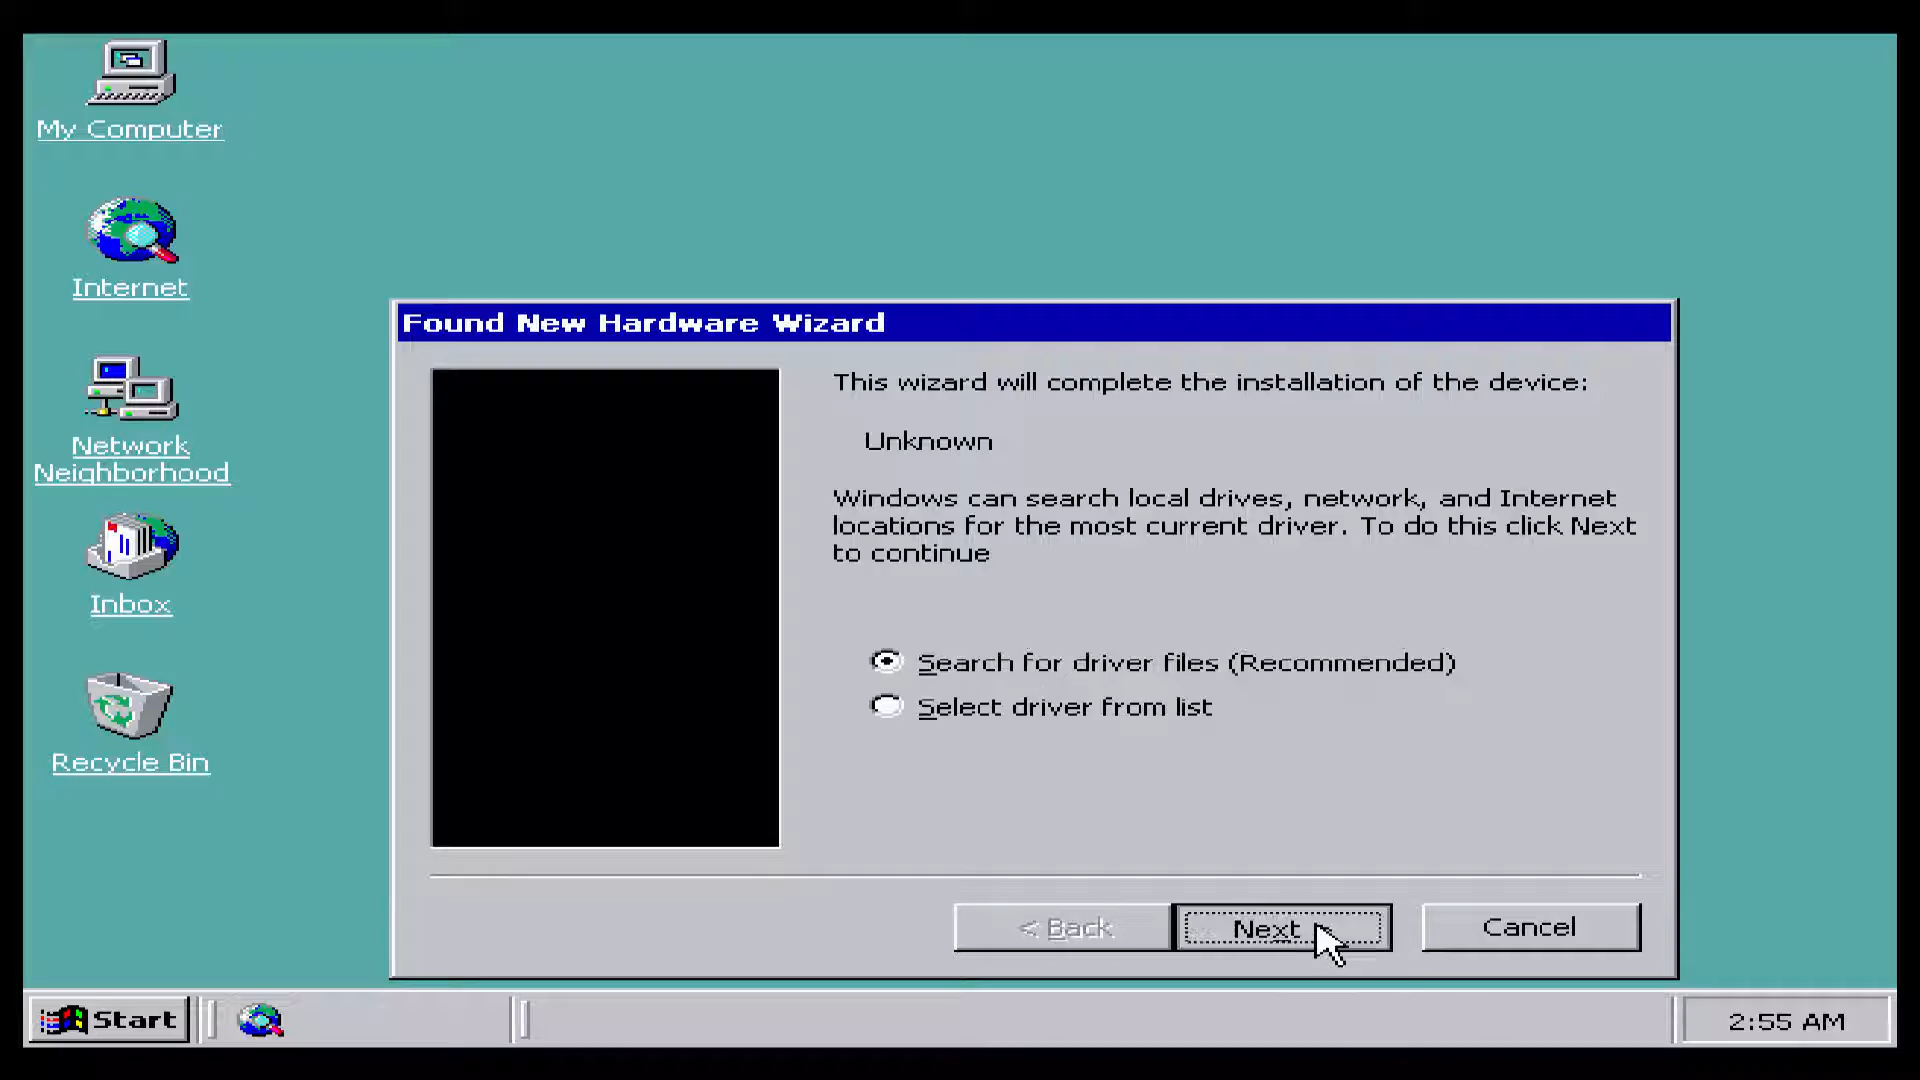 My Computer
Internet
Network
Neighborhood
Inbox
Recycle Bin
Found New Hardware Wizard
This wizard will complete the installation of the device:
Unknown
Windows can search local drives, network, and Internet
locations for the most current driver. To do this click Next
to continue
Search for driver files (Recommended)
Select driver from list
< Back
Next >
Cancel
Start
2:55 AM